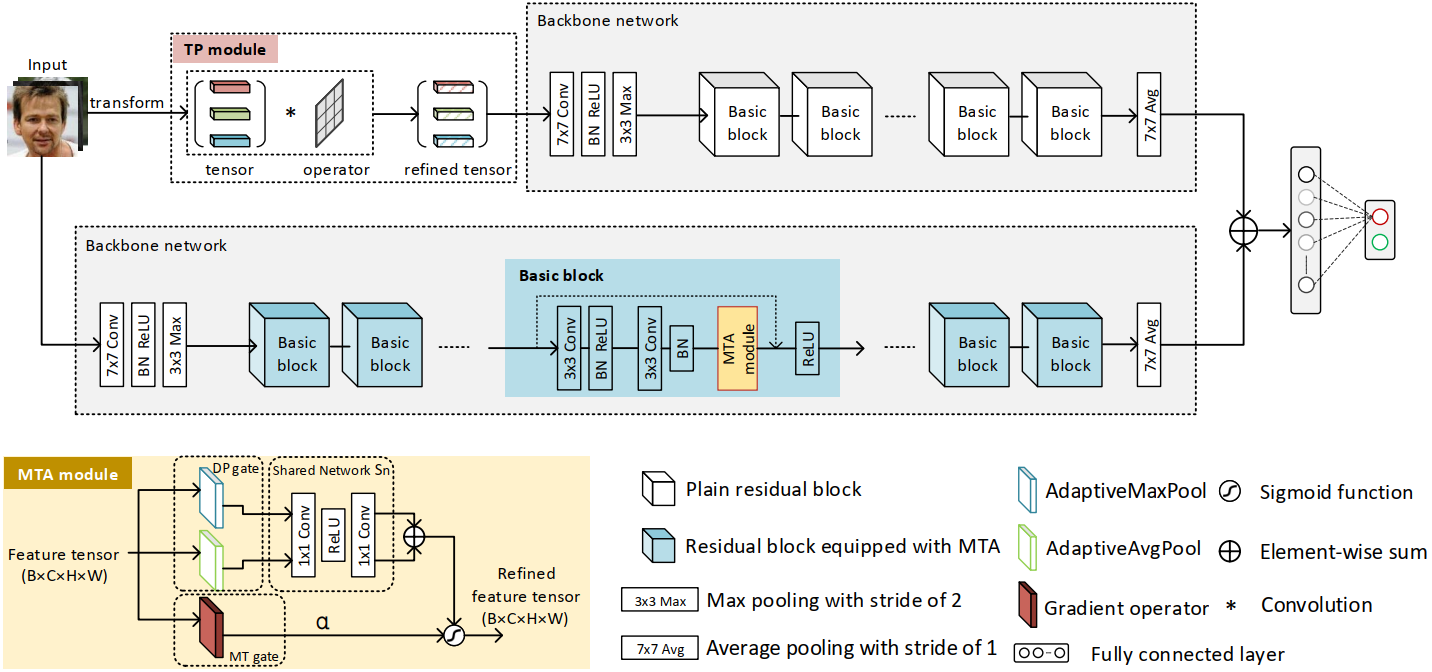 Backbone network
TP module
Input
transform
tensor
*
operator
refined tensor
7x7 Conv
BN ReLU
3x3 Max
Basic block
Basic block
Basic block
Basic block
7x7 Avg
Backbone network
7x7 Conv
BN ReLU
3x3 Max
Basic block
Basic block
Basic block
3x3 Conv
BN ReLU
3x3 Conv
BN
MTA module
ReLU
Basic block
Basic block
7x7 Avg
MTA module
DP gate
Shared Network Sn
1x1 Conv
ReLU
1x1 Conv
Feature tensor
(B×C×H×W)
α
MT gate
Refined
feature tensor
(B×C×H×W)
Plain residual block
Residual block equipped with MTA
3x3 Max
Max pooling with stride of 2
7x7 Avg
Average pooling with stride of 1
AdaptiveMaxPool
AdaptiveAvgPool
Gradient operator
Sigmoid function
Element-wise sum
* Convolution
Fully connected layer